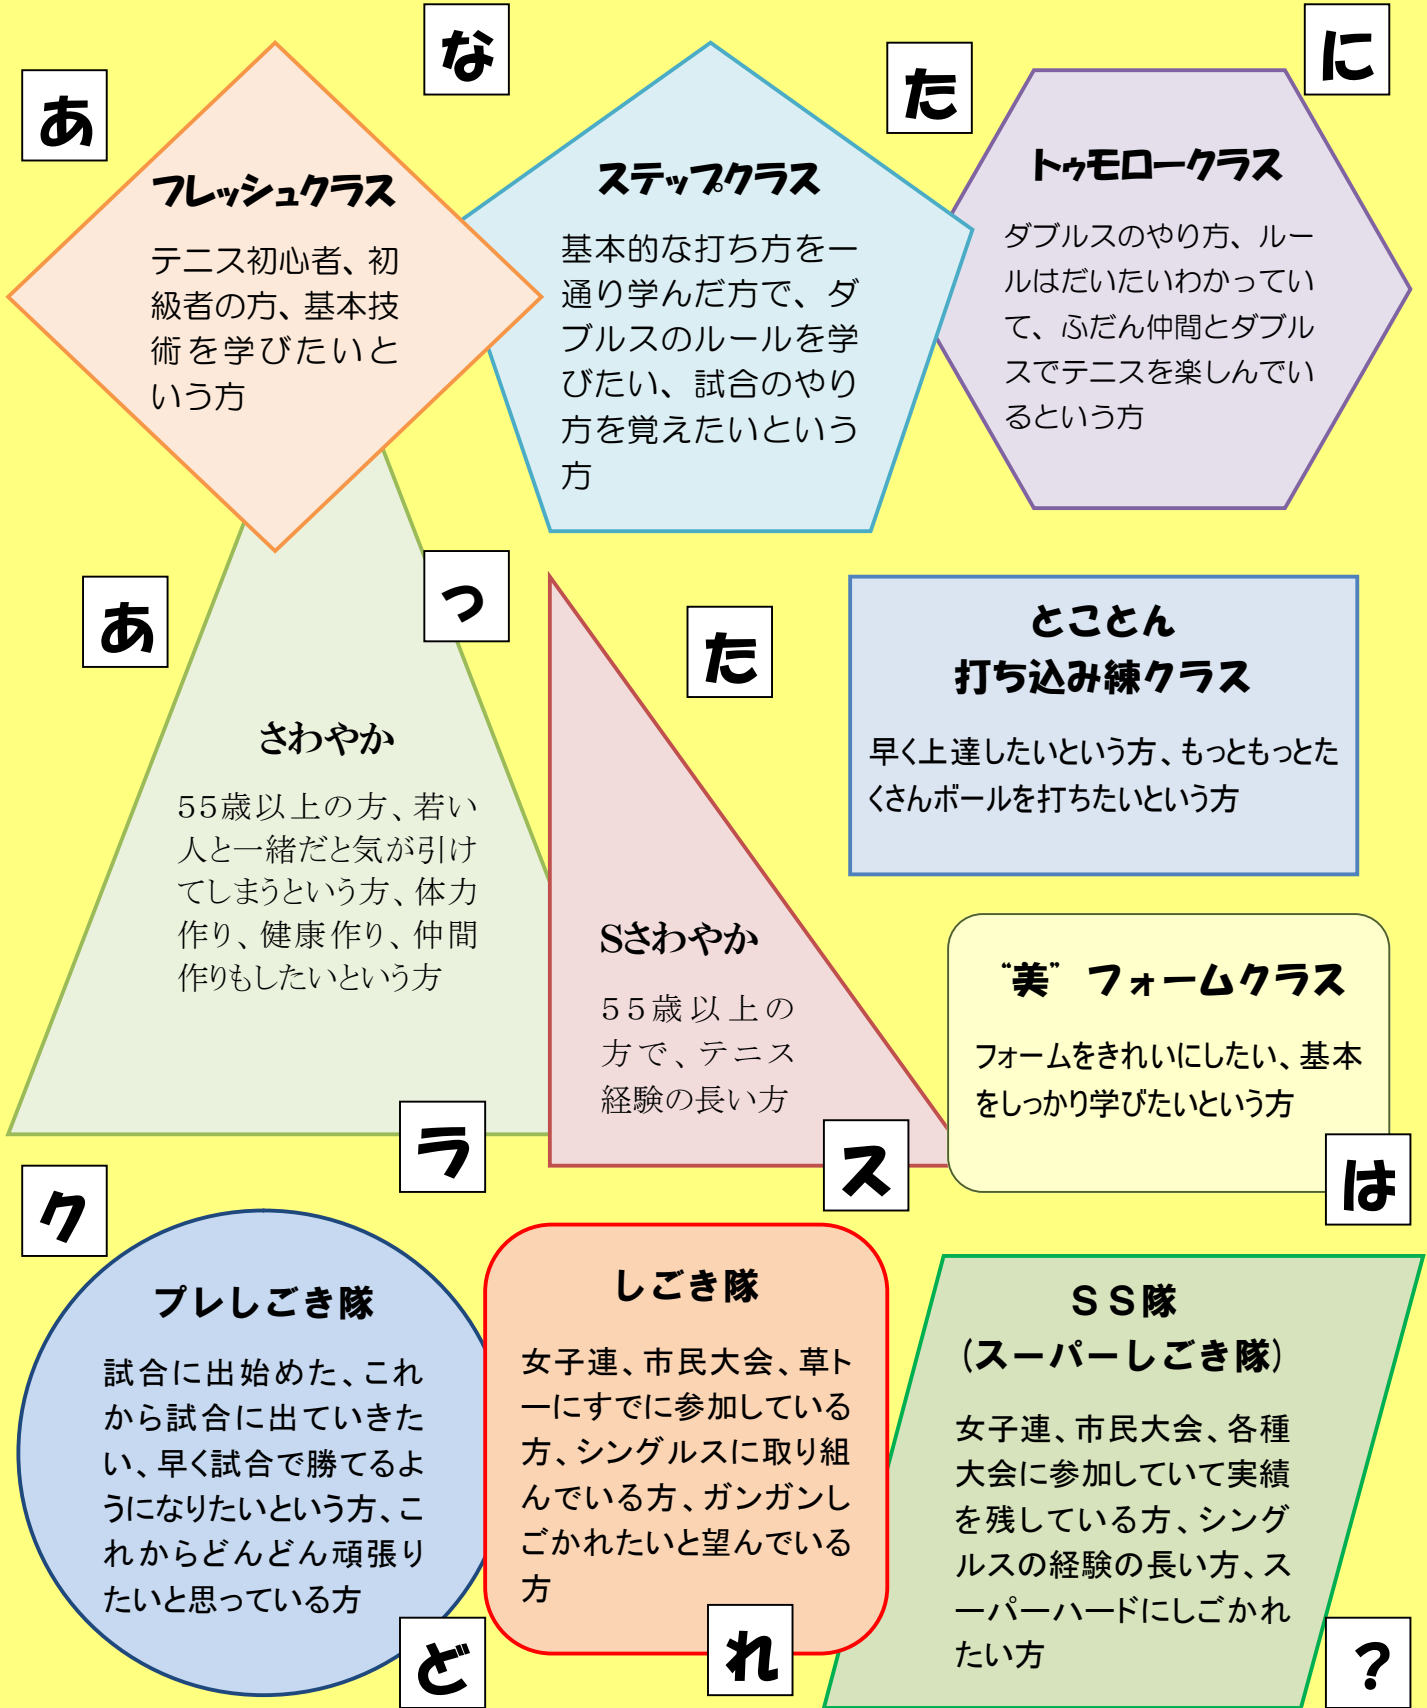 あ
な
た
に
フレッシュクラス
テニス初心者、初
級者の方、基本技
術を学びたいと
いう方
ステップクラス
基本的な打ち方を一
通り学んだ方で、ダ
ブルスのルールを学
びたい、試合のやり
方を覚えたいという
方
トゥモロークラス
ダブルスのやり方、ルー
ルはだいたいわかってい
て、ふだん仲間とダブル
スでテニスを楽しんでい
るという方
あ
っ
た
さわやか
55歳以上の方、若い
人と一緒だと気が引け
てしまうという方、体力
作り、健康作り、仲間
作りもしたいという方
Sさわやか
55歳以上の
方で、テニス
経験の長い方
とことん
打ち込み練クラス
早く上達したいという方、もっともっとた
くさんボールを打ちたいという方
“美”フォームクラス
フォームをきれいにしたい、基本
をしっかり学びたいという方
ク
ラ
ス
は
プレしごき隊
試合に出始めた、これ
から試合に出ていきた
い、早く試合で勝てるよ
うになりたいという方、こ
れからどんどん頑張り
たいと思っている方
しごき隊
女子連、市民大会、草ト
ーにすでに参加している
方、シングルスに取り組
んでいる方、ガンガンし
ごかれたいと望んでいる
方
ＳＳ隊
（スーパーしごき隊）
女子連、市民大会、各種
大会に参加していて実績
を残している方、シング
ルスの経験の長い方、ス
ーパーハードにしごかれ
たい方
ど
れ
？